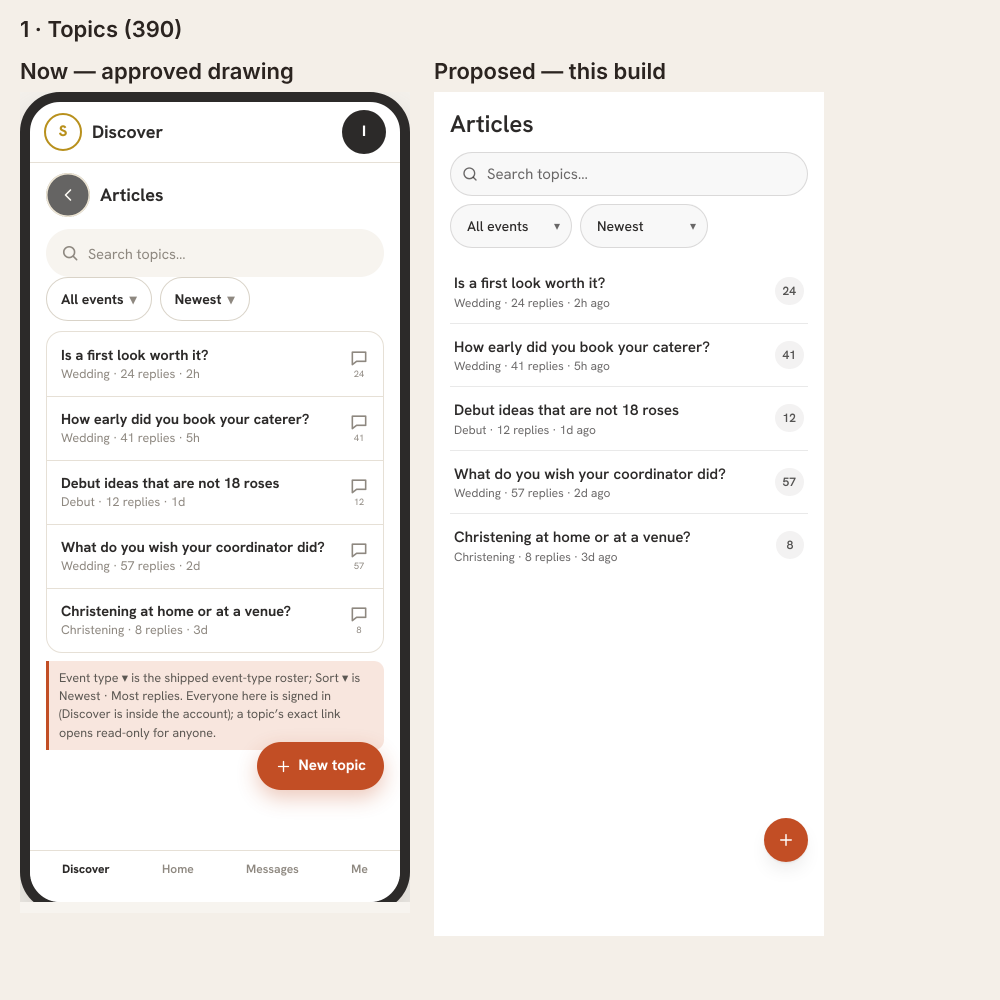 1 · Topics (390)
Now — approved drawing
S
Discover
I
Articles
Search topics...
All events ▾
Newest ▾
Is a first look worth it?
Wedding · 24 replies · 2h
24
How early did you book your caterer?
Wedding · 41 replies · 5h
41
Debut ideas that are not 18 roses
Debut · 12 replies · 1d
12
What do you wish your coordinator did?
Wedding · 57 replies · 2d
57
Christening at home or at a venue?
Christening · 8 replies · 3d
8
Event type ▾ is the shipped event-type roster; Sort ▾ is
Newest · Most replies. Everyone here is signed in
(Discover is inside the account); a topic’s exact link
opens read-only for anyone.
+ New topic
Discover
Home
Messages
Me
Proposed — this build
Articles
Search topics...
All events ▾
Newest ▾
Is a first look worth it?
Wedding · 24 replies · 2h ago
24
How early did you book your caterer?
Wedding · 41 replies · 5h ago
41
Debut ideas that are not 18 roses
Debut · 12 replies · 1d ago
12
What do you wish your coordinator did?
Wedding · 57 replies · 2d ago
57
Christening at home or at a venue?
Christening · 8 replies · 3d ago
8
+